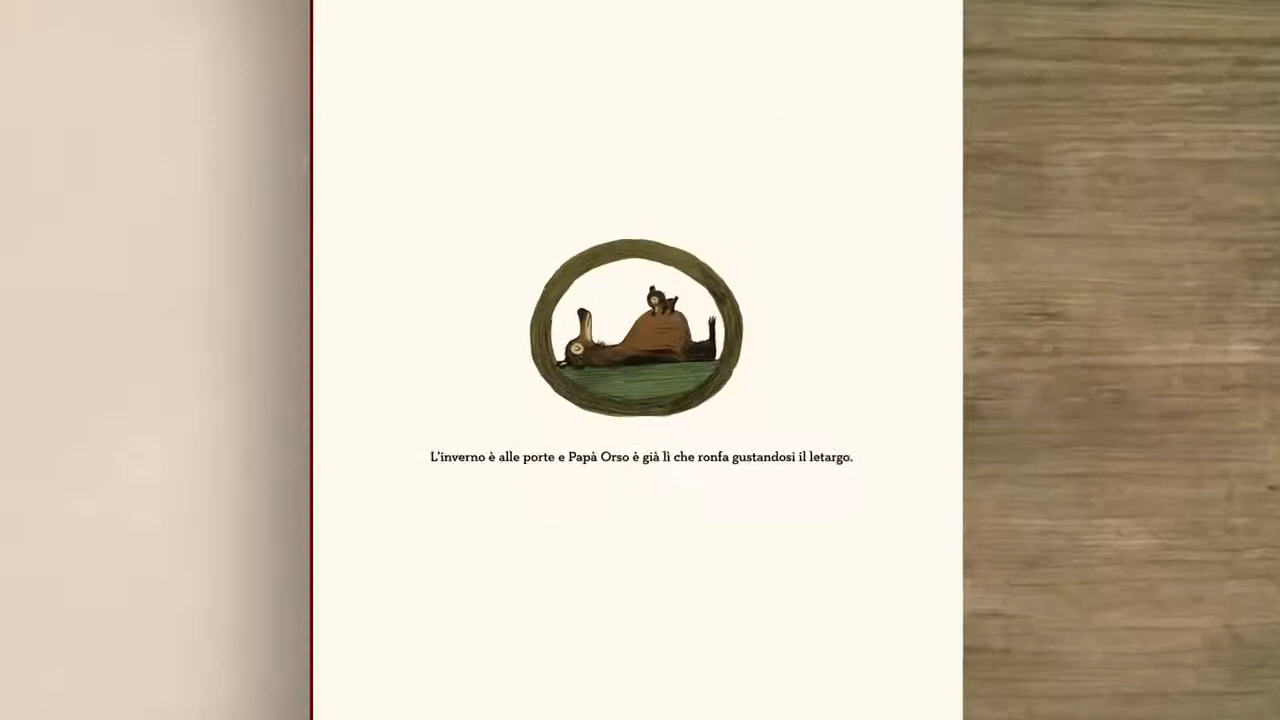 L'inverno è alle porte e Papà Orso è già lì che ronfa gustandosi il letargo.